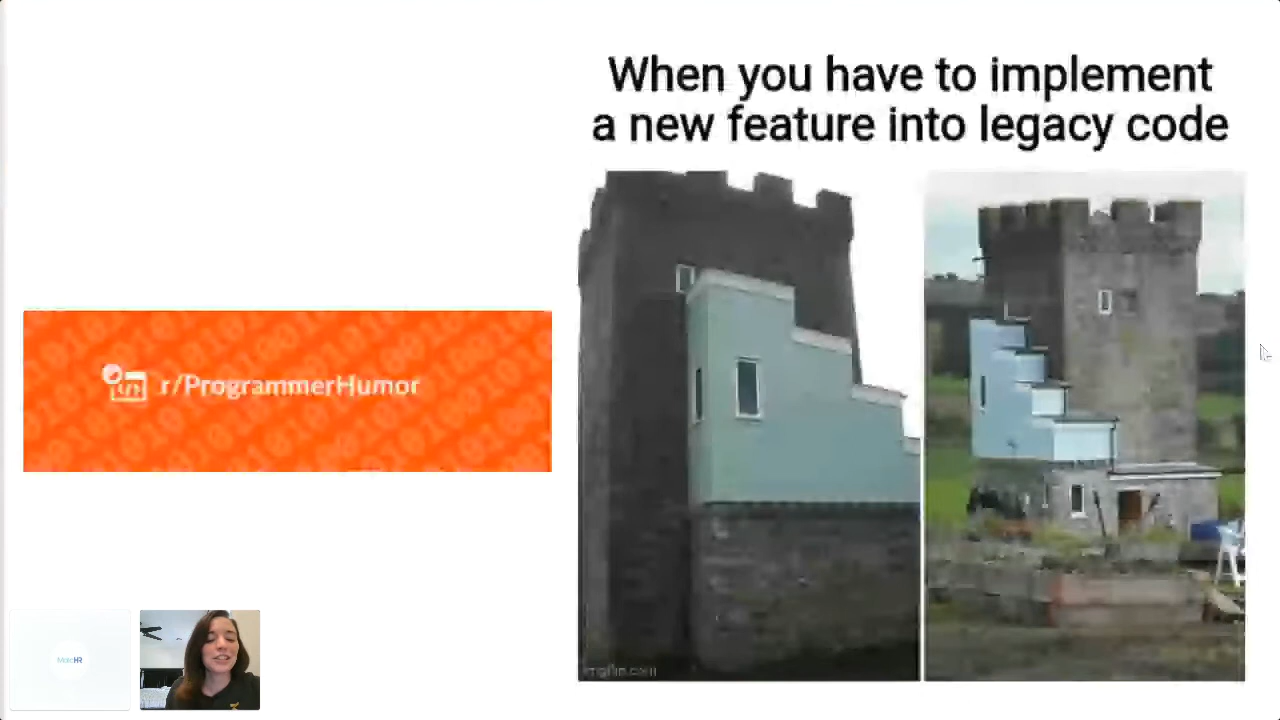 When you have to implement
a new feature into legacy code
r/ProgrammerHumor
imgflip.com